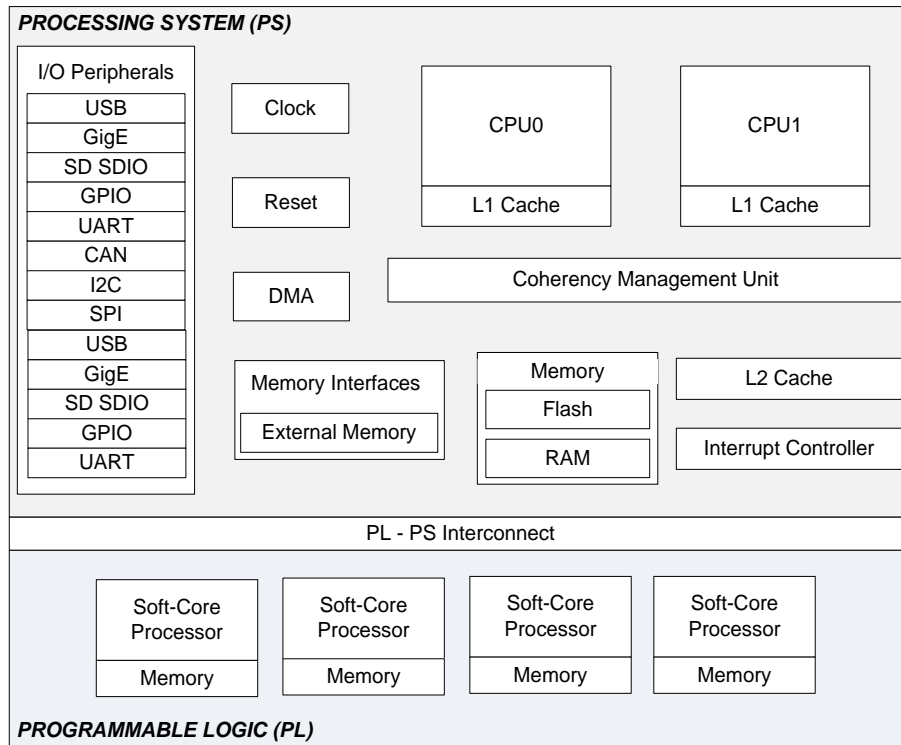 PROCESSING SYSTEM (PS)
I/O Peripherals
USB
GigE
SD SDIO
GPIO
UART
CAN
I2C
SPI
USB
GigE
SD SDIO
GPIO
UART
Clock
Reset
DMA
CPU0
L1 Cache
CPU1
L1 Cache
Coherency Management Unit
Memory Interfaces
External Memory
Memory
Flash
RAM
L2 Cache
Interrupt Controller
PL - PS Interconnect
Soft-Core
Processor
Memory
Soft-Core
Processor
Memory
Soft-Core
Processor
Memory
Soft-Core
Processor
Memory
PROGRAMMABLE LOGIC (PL)